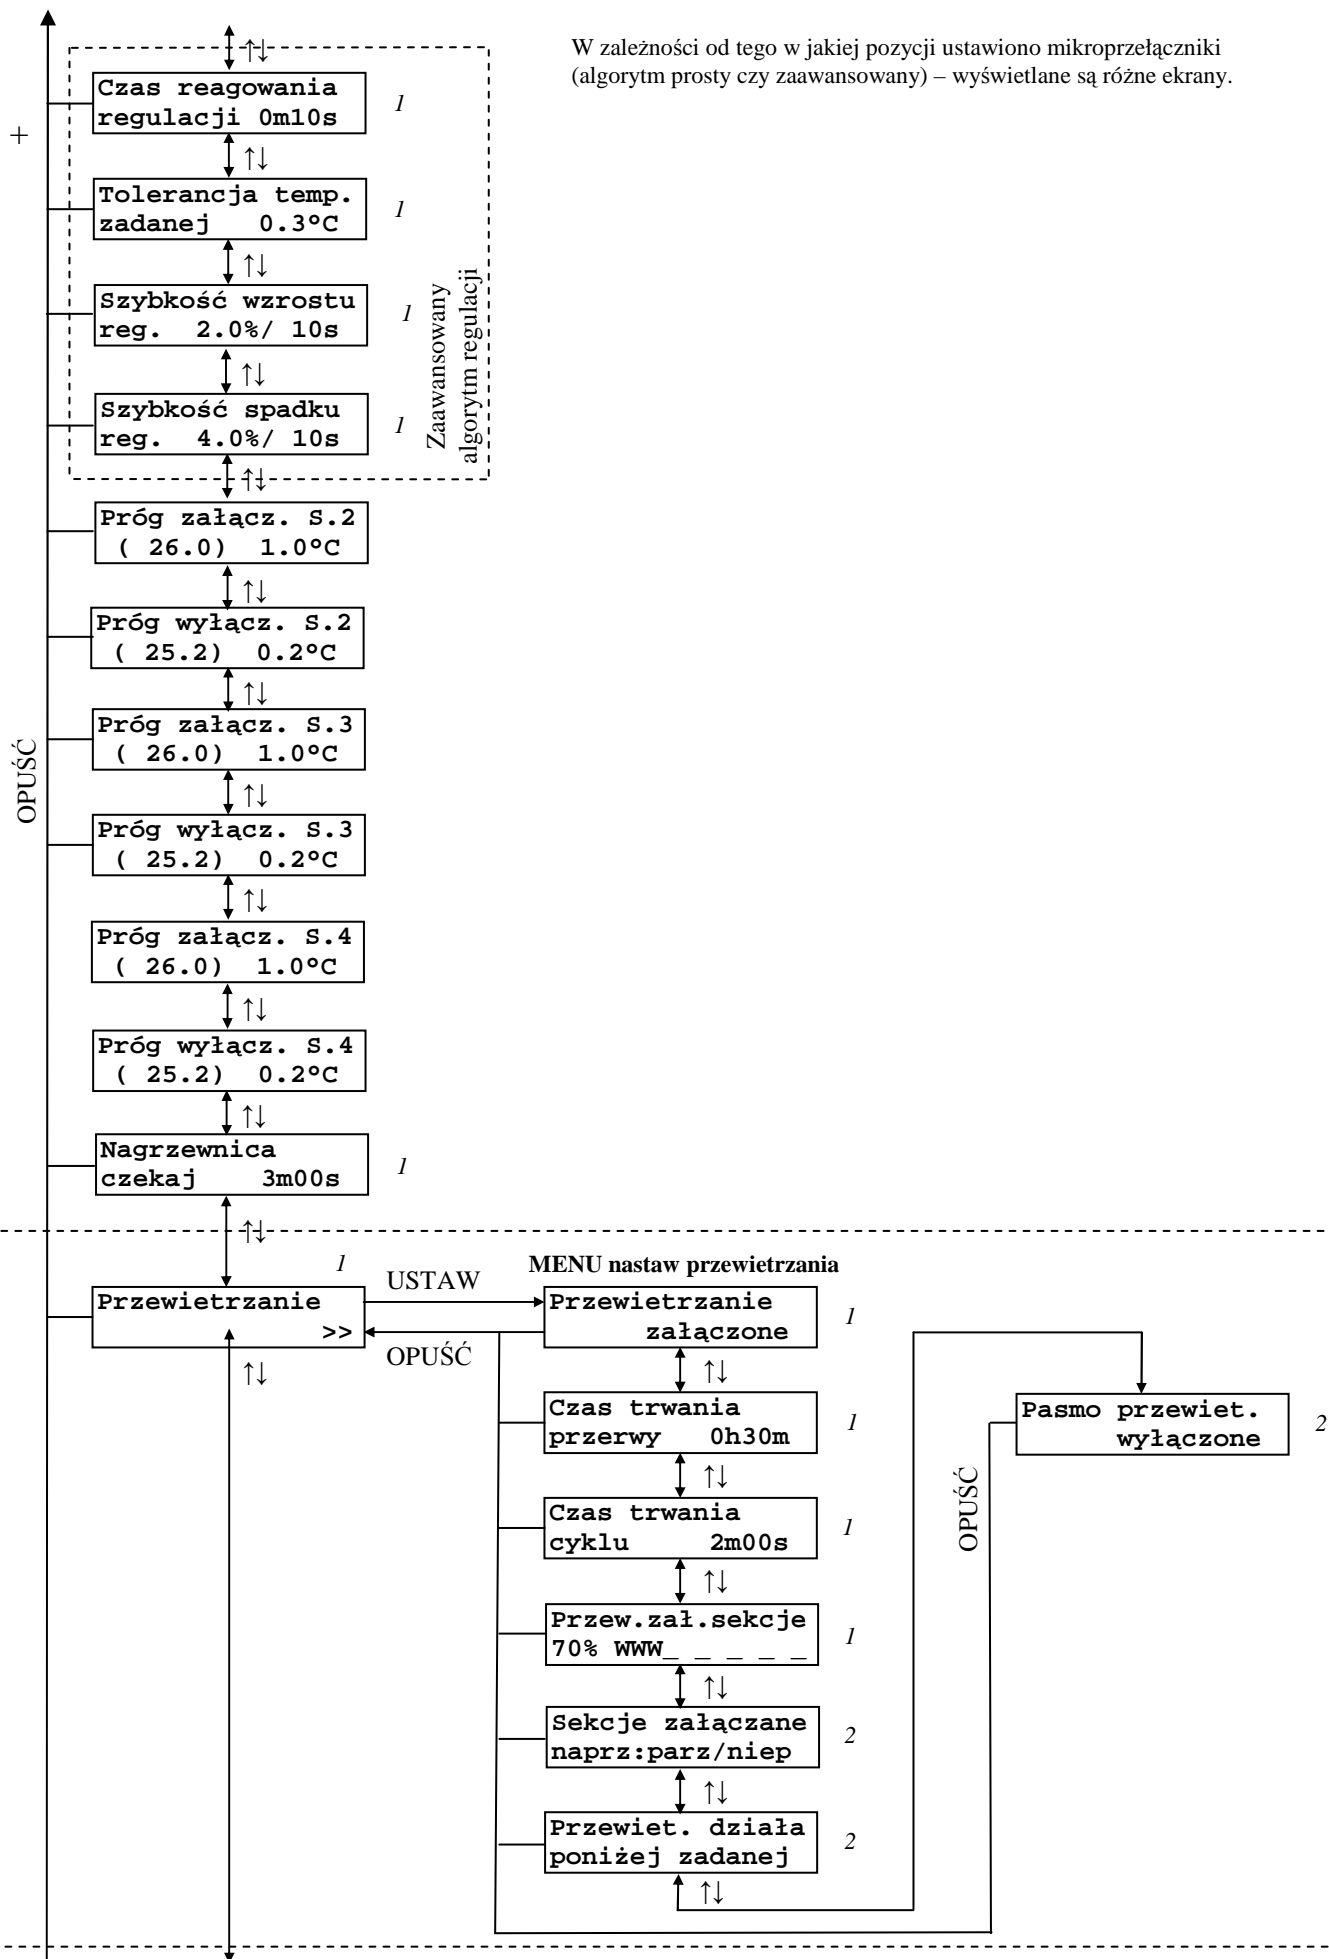 W zależności od tego w jakiej pozycji ustawiono mikroprzełączniki
(algorytm prosty czy zaawansowany) – wyświetlane są różne ekrany.
+
↑↓
Czas reagowania
regulacji 0m10s
1
↑↓
Tolerancja temp.
zadanej 0.3°C
1
↑↓
Szybkość wzrostu
reg. 2.0%/ 10s
1
↑↓
Szybkość spadku
reg. 4.0%/ 10s
1
Zaawansowany
algorytm regulacji
↑↓
Próg załącz. S.2
( 26.0) 1.0°C
↑↓
Próg wyłącz. S.2
( 25.2) 0.2°C
↑↓
Próg załącz. S.3
( 26.0) 1.0°C
OPUŚĆ
↑↓
Próg wyłącz. S.3
( 25.2) 0.2°C
↑↓
Próg załącz. S.4
( 26.0) 1.0°C
↑↓
Próg wyłącz. S.4
( 25.2) 0.2°C
↑↓
Nagrzewnica
czekaj 3m00s
1
↑↓
1
Przewietrzanie
>>
↑↓
USTAW
OPUŚĆ
MENU nastaw przewietrzania
Przewietrzanie
załączone
1
↑↓
Czas trwania
przerwy 0h30m
1
↑↓
Czas trwania
cyklu 2m00s
1
↑↓
Przew.zał.sekcje
70% WWW_ _ _ _ _
1
↑↓
Sekcje załączane
naprz:parz/niep
2
↑↓
Przewiet. działa
poniżej zadanej
2
↑↓
Pasmo przewiet.
wyłączone
2
OPUŚĆ